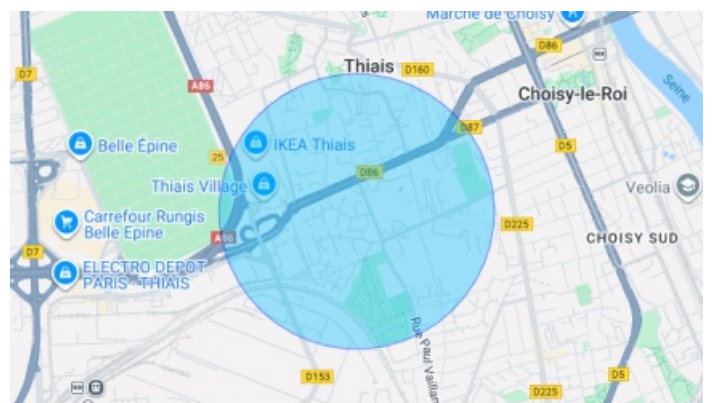 Marché de Choisy
D86
Thiais
D160
D7
A86
Choisy-le-Roi
Seine
D87
Belle Épine
IKEA Thiais
D5
25
D86
Thiais Village
Veolia
Carrefour Rungis
Belle Epine
D225
A86
CHOISY SUD
D7
ELECTRO DEPOT
PARIS - THIAIS
Rue Paul Vaillant
D153
D5
D225